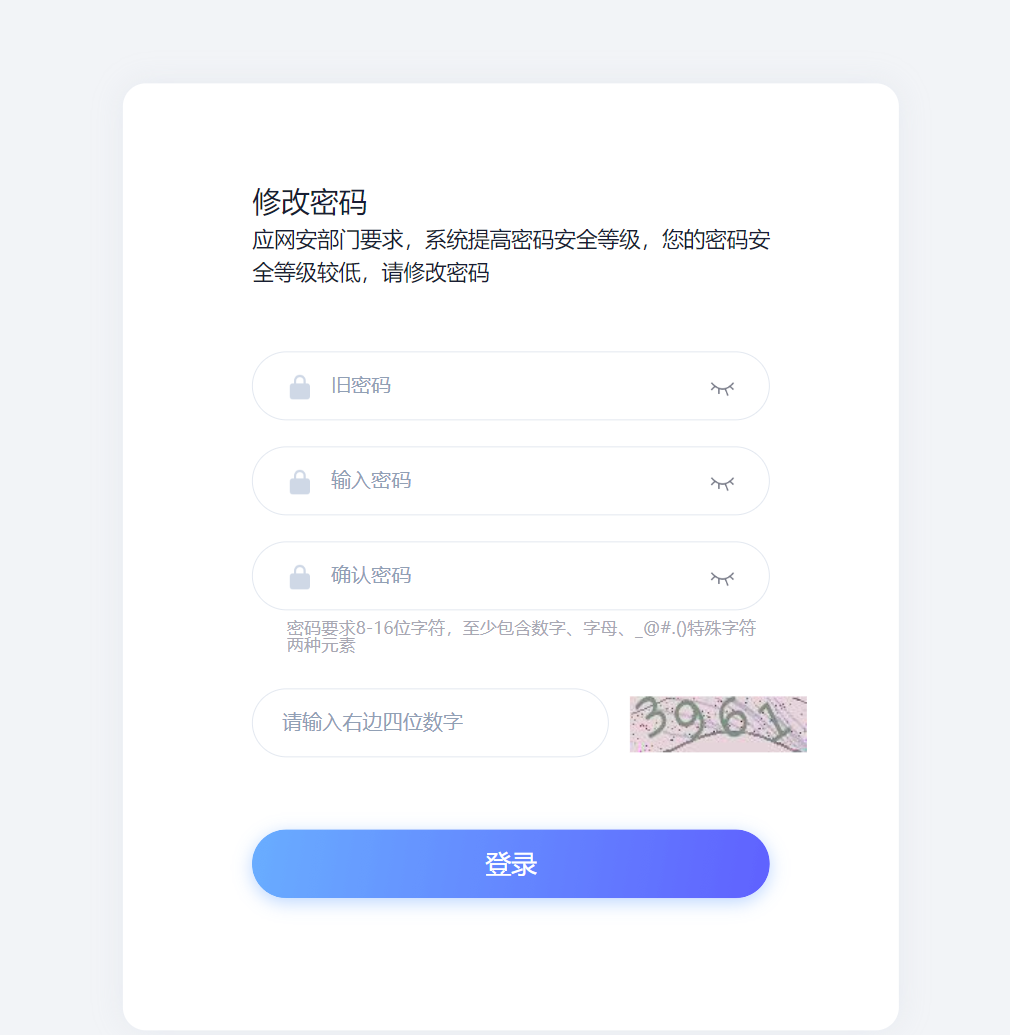 修改密码
应网安部门要求，系统提高密码安全等级，您的密码安
全等级较低，请修改密码
旧密码
输入密码
确认密码
密码要求8-16位字符，至少包含数字、字母、_@#.()特殊字符
两种元素
请输入右边四位数字
3961
登录